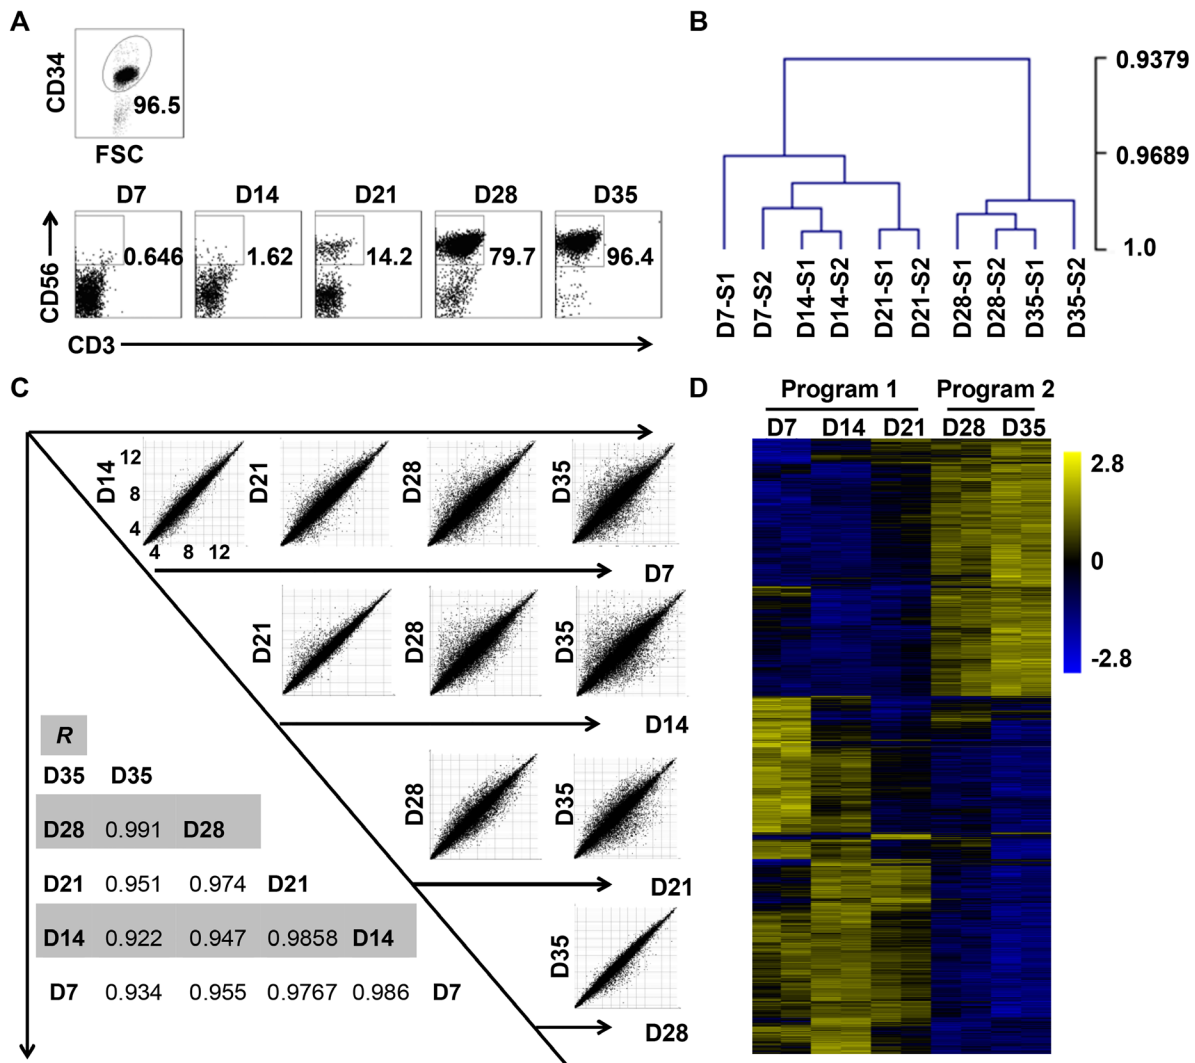 A
CD34
96.5
FSC
D7 D14 D21 D28 D35
CD56
0.646 1.62 14.2 79.7 96.4
CD3
B
0.9379
0.9689
1.0
D7-S1 D7-S2 D14-S1 D14-S2 D21-S1 D21-S2 D28-S1 D28-S2 D35-S1 D35-S2
C
D14 12 8 4 D21 D28 D35
4 8 12
D7
D21 D28 D35
D14
D28 D35
D21
D35
D28
R
D35 D35
D28 0.991 D28
D21 0.951 0.974 D21
D14 0.922 0.947 0.9858 D14
D7 0.934 0.955 0.9767 0.986 D7
D
Program 1 Program 2
D7 D14 D21 D28 D35
2.8
0
-2.8